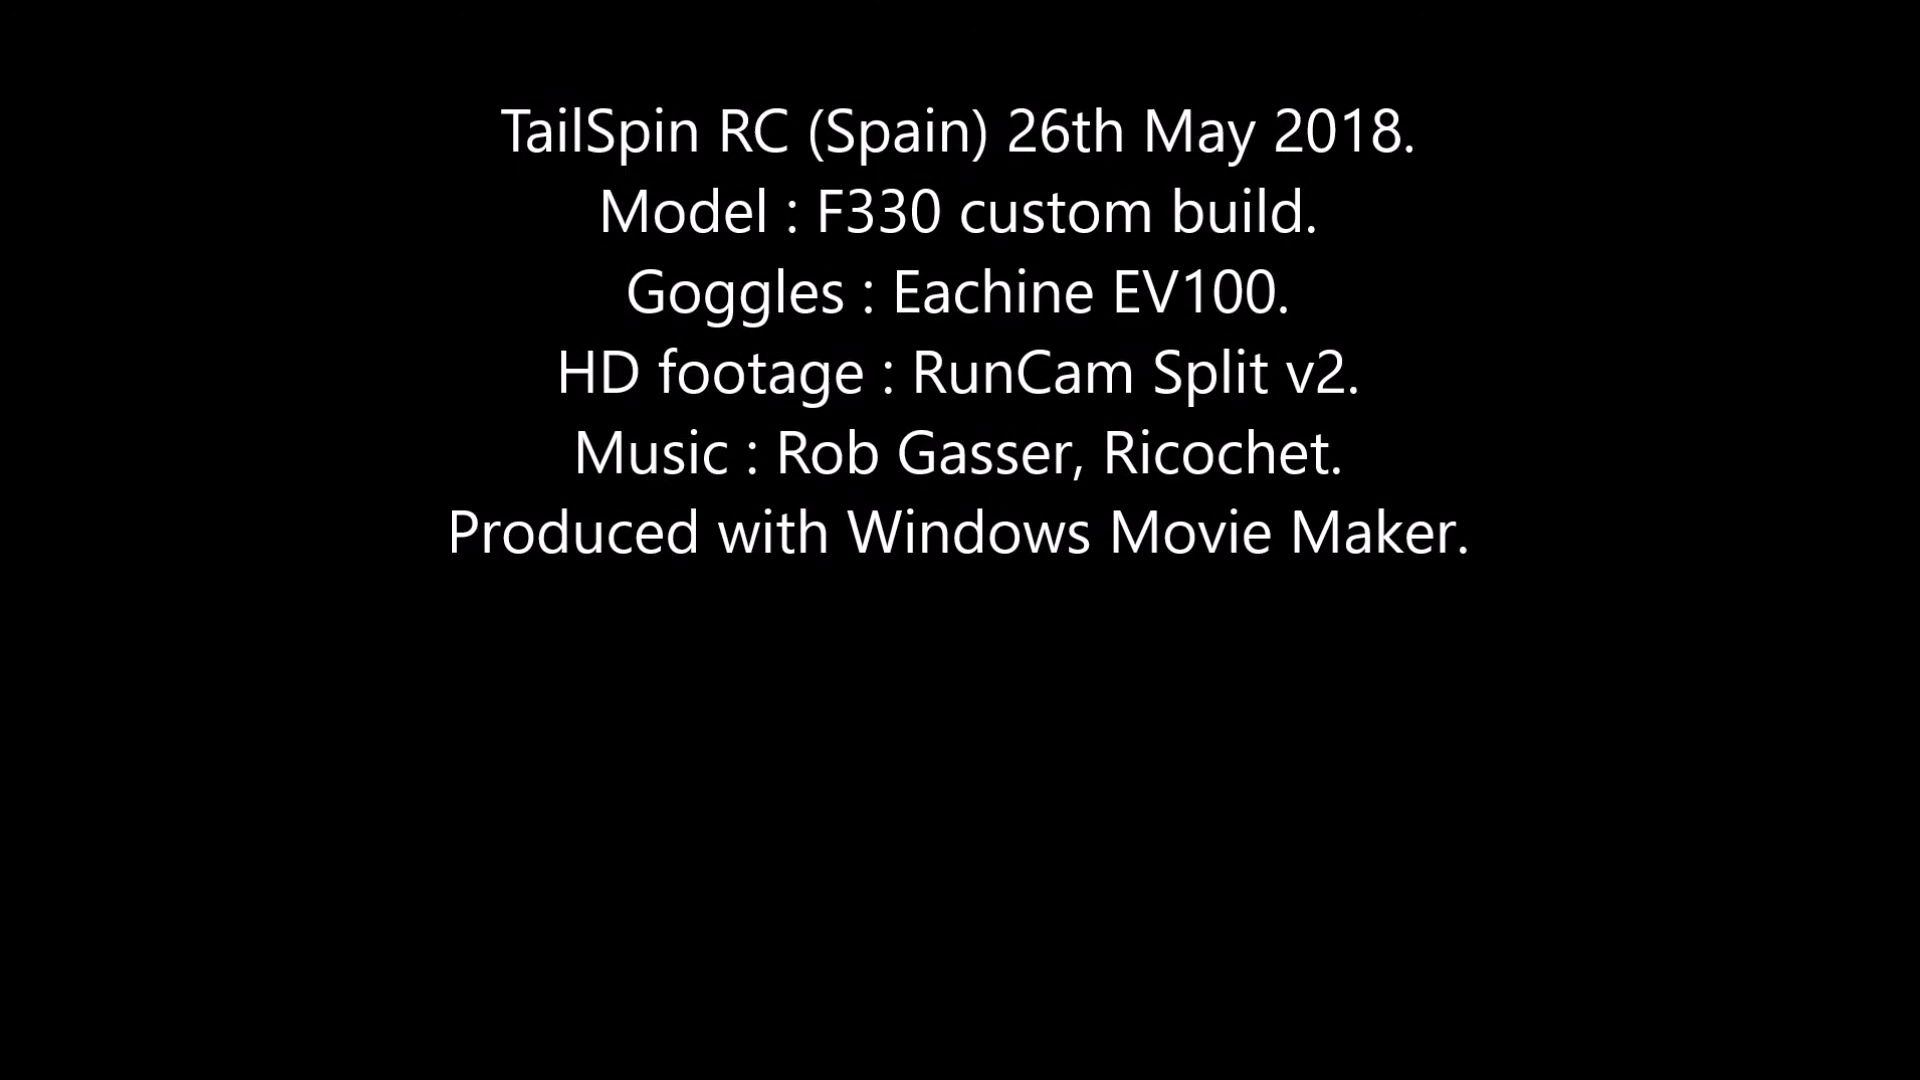 TailSpin RC (Spain) 26th May 2018.
Model : F330 custom build.
Goggles : Eachine EV100.
HD footage : RunCam Split v2.
Music : Rob Gasser, Ricochet.
Produced with Windows Movie Maker.